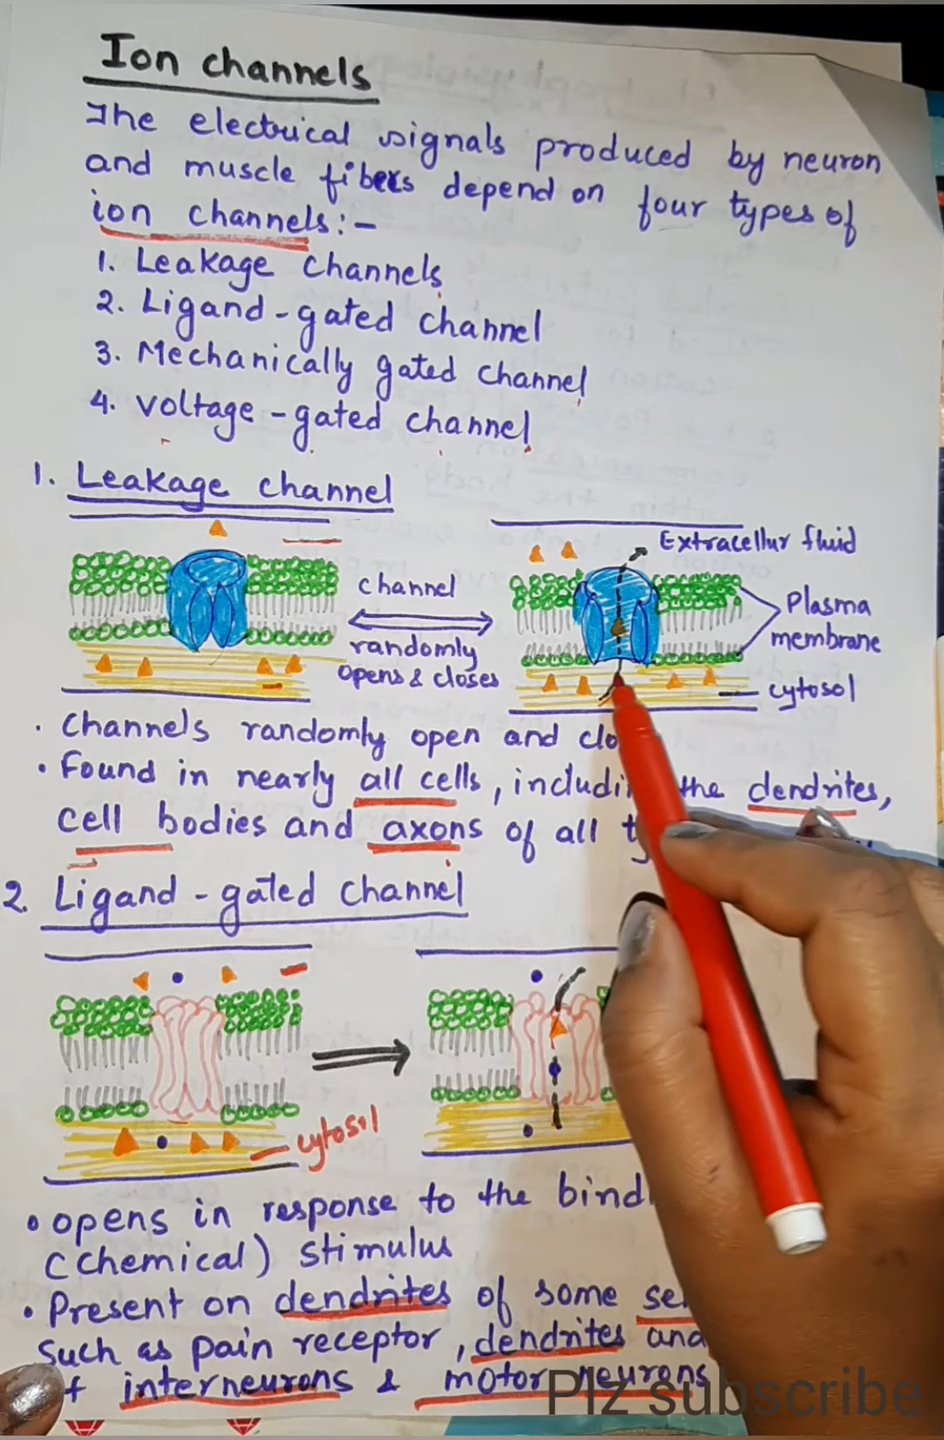 Ion channels
The electrical signals produced by neuron
and muscle fibers depend on four types of
ion channels:-
1. Leakage channels
2. Ligand-gated channel
3. Mechanically gated channel
4. voltage-gated channel
1. Leakage channel
Extracellur fluid
channel
randomly
opens & closes
Plasma
membrane
cytosol
. Channels randomly open and clo
• Found in nearly all cells, includi the dendrites,
cell bodies and axons of all
2. Ligand-gated channel
cytosol
• opens in response to the bind
(chemical) stimulus
• Present on dendrites of some se
such as pain receptor, dendrites and
interneurons & motor neurons
Plz subscribe